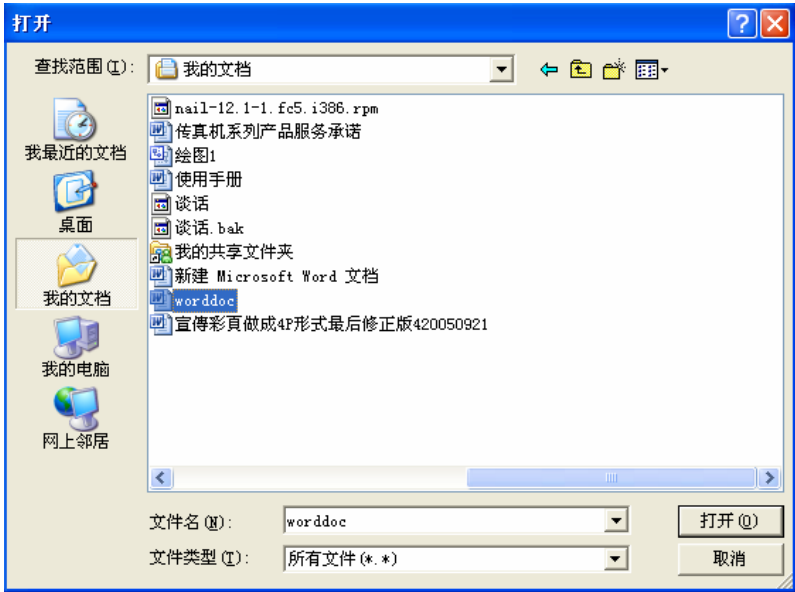 打开
查找范围(I):
我的文档
我最近的文档
桌面
我的文档
我的电脑
网上邻居
nail-12.1-1.fc5.i386.rpm
传真机系列产品服务承诺
绘图1
使用手册
谈话
谈话.bak
我的共享文件夹
新建 Microsoft Word 文档
worddoc
宣傳彩頁做成4P形式最后修正版420050921
文件名(N):
worddoc
打开(O)
文件类型(T):
所有文件(*.*)
取消